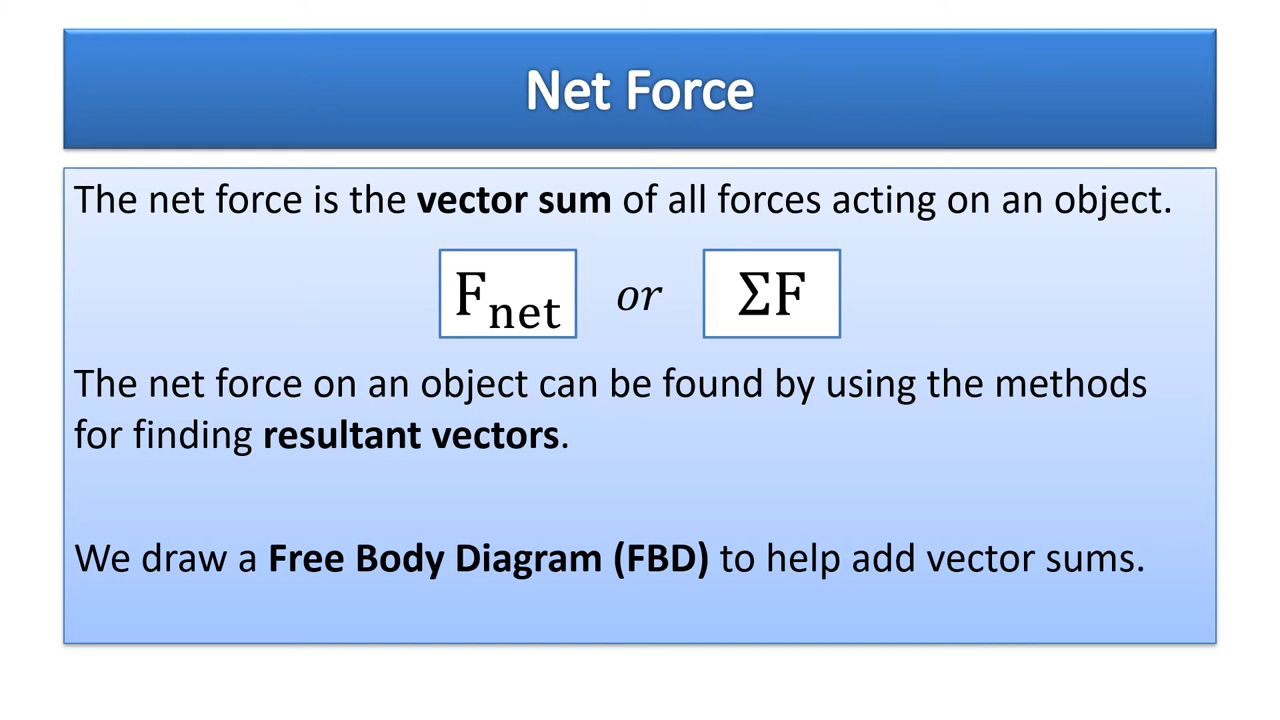 Net Force
The net force is the vector sum of all forces acting on an object.
F_net or ΣF
The net force on an object can be found by using the methods
for finding resultant vectors.
We draw a Free Body Diagram (FBD) to help add vector sums.